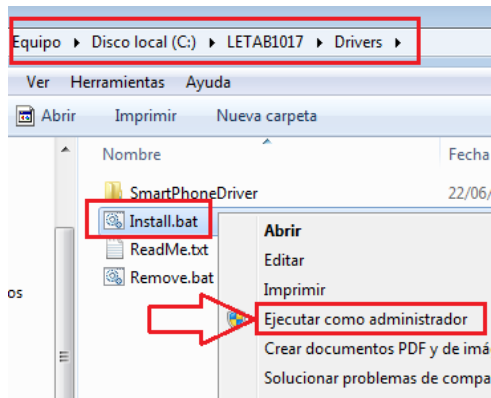 Equipo ▸ Disco local (C:) ▸ LETAB1017 ▸ Drivers ▸
Ver Herramientas Ayuda
Abrir Imprimir Nueva carpeta
Nombre Fecha
SmartPhoneDriver 22/06/
Install.bat
ReadMe.txt
Remove.bat
os
Abrir
Editar
Imprimir
Ejecutar como administrador
Crear documentos PDF y de imá
Solucionar problemas de compa